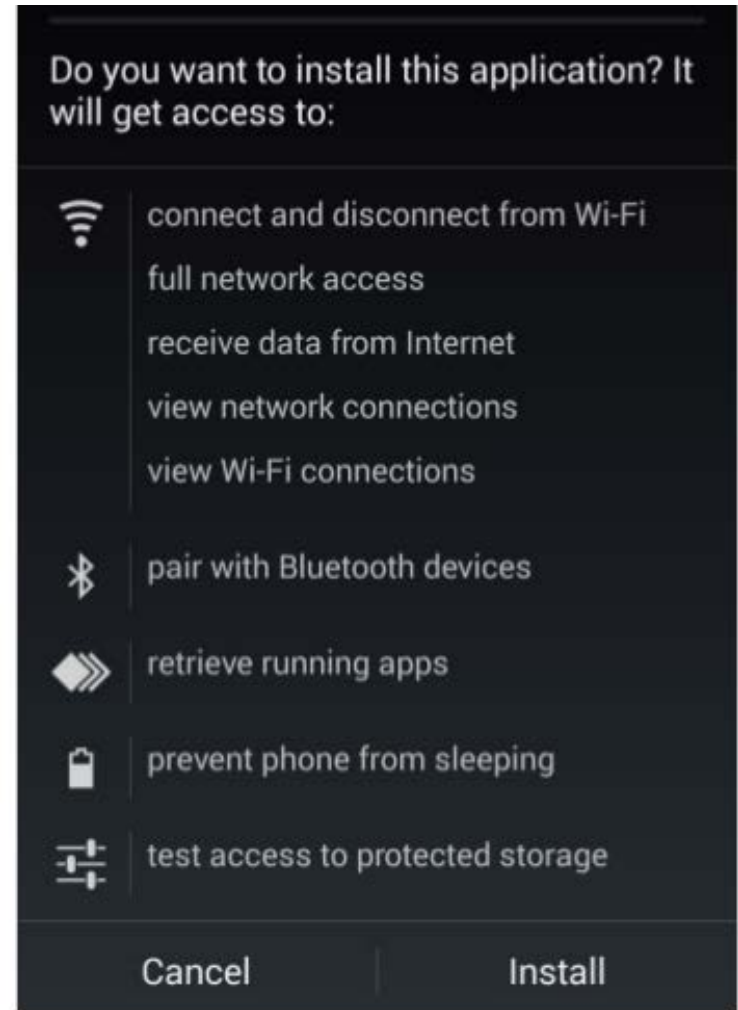 Do you want to install this application? It
will get access to:
connect and disconnect from Wi-Fi
full network access
receive data from Internet
view network connections
view Wi-Fi connections
pair with Bluetooth devices
retrieve running apps
prevent phone from sleeping
test access to protected storage
Cancel
Install